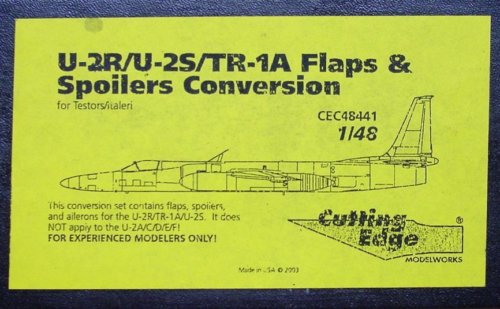 U-2R/U-2S/TR-1A Flaps &
Spoilers Conversion
for Testors/Italeri
CEC48441
1/48
This conversion set contains flaps, spoilers,
and ailerons for the U-2R/TR-1A/U-2S. It does
NOT apply to the U-2A/C/D/E/F!
FOR EXPERIENCED MODELERS ONLY!
Cutting
Edge
®
MODELWORKS
Made in USA © 2003